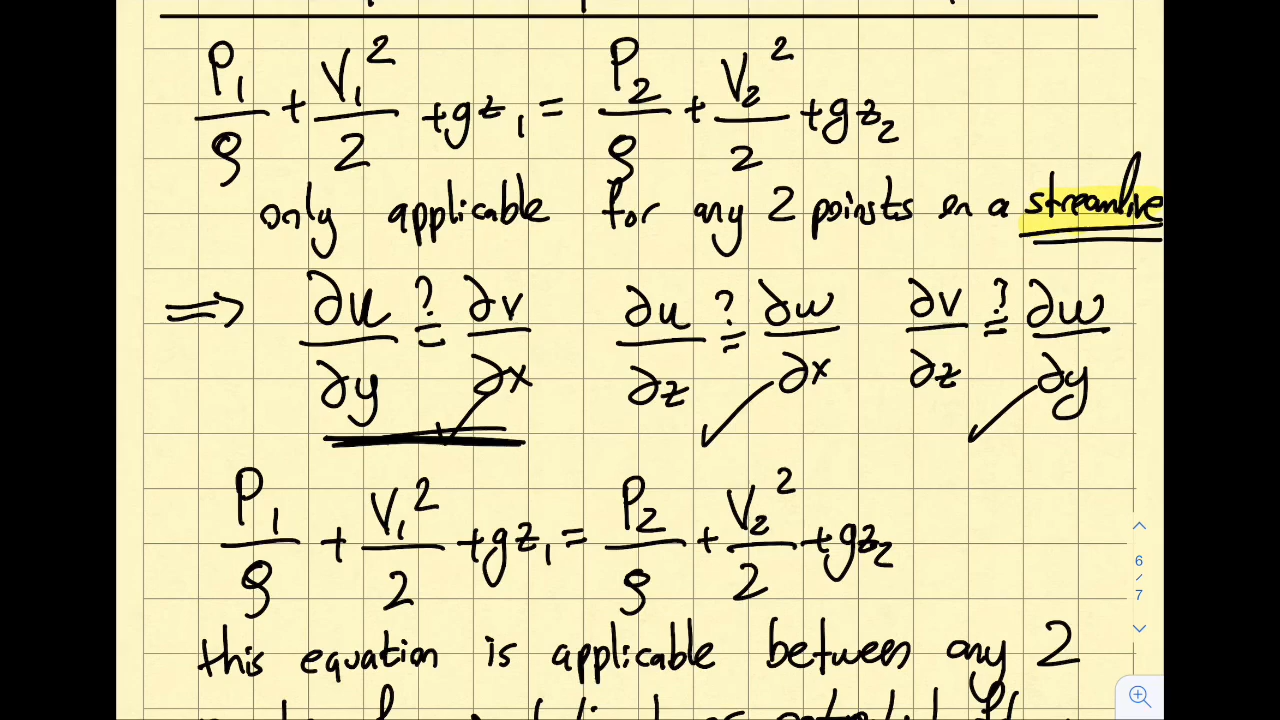 P₁/ρ + V₁²/2 + gz₁ = P₂/ρ + V₂²/2 + gz₂
only applicable for any 2 points on a streamline
⇒ ∂u/∂y ≟ ∂v/∂x ∂u/∂z ≟ ∂w/∂x ∂v/∂z ≟ ∂w/∂y
P₁/ρ + V₁²/2 + gz₁ = P₂/ρ + V₂²/2 + gz₂
this equation is applicable between any 2
6
/
7